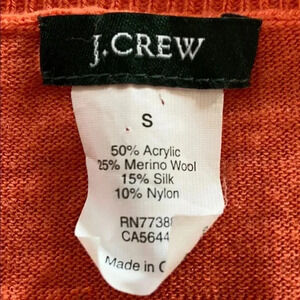 J.CREW
S
50% Acrylic
25% Merino Wool
15% Silk
10% Nylon
RN7738
CA5644
Made in